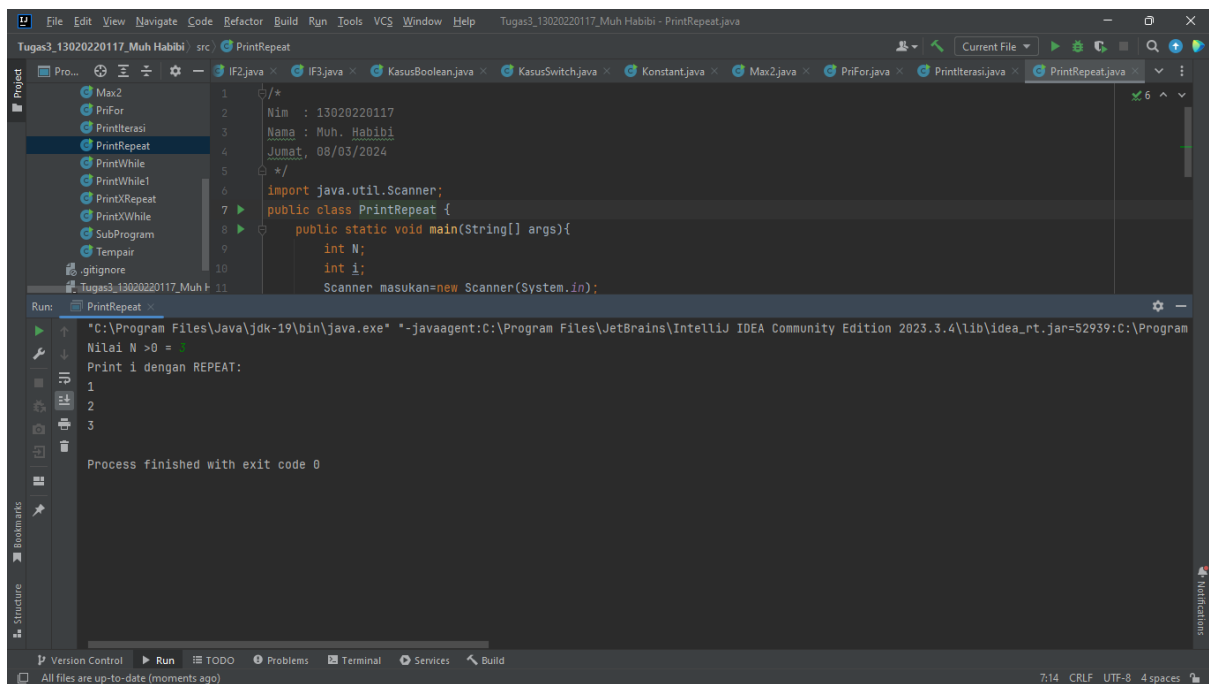 File Edit View Navigate Code Refactor Build Run Tools VCS Window Help Tugas3_13020220117_Muh Habibi - PrintRepeat.java
Tugas3_13020220117_Muh Habibi src PrintRepeat Current File
Project Pro... IF2.java IF3.java KasusBoolean.java KasusSwitch.java Konstant.java Max2.java PriFor.java PrintIterasi.java PrintRepeat.java
Max2
PriFor
PrintIterasi
PrintRepeat
PrintWhile
PrintWhile1
PrintXRepeat
PrintXWhile
SubProgram
Tempair
.gitignore
Tugas3_13020220117_Muh H
1 /*
2 Nim : 13020220117
3 Nama : Muh. Habibi
4 Jumat, 08/03/2024
5 */
6 import java.util.Scanner;
7 public class PrintRepeat {
8 public static void main(String[] args){
9 int N;
10 int i;
11 Scanner masukan=new Scanner(System.in);
6
Run: PrintRepeat
"C:\Program Files\Java\jdk-19\bin\java.exe" "-javaagent:C:\Program Files\JetBrains\IntelliJ IDEA Community Edition 2023.3.4\lib\idea_rt.jar=52939:C:\Program
Nilai N >0 = 3
Print i dengan REPEAT:
1
2
3
Process finished with exit code 0
Bookmarks
Structure
Notifications
Version Control Run TODO Problems Terminal Services Build
All files are up-to-date (moments ago) 7:14 CRLF UTF-8 4 spaces